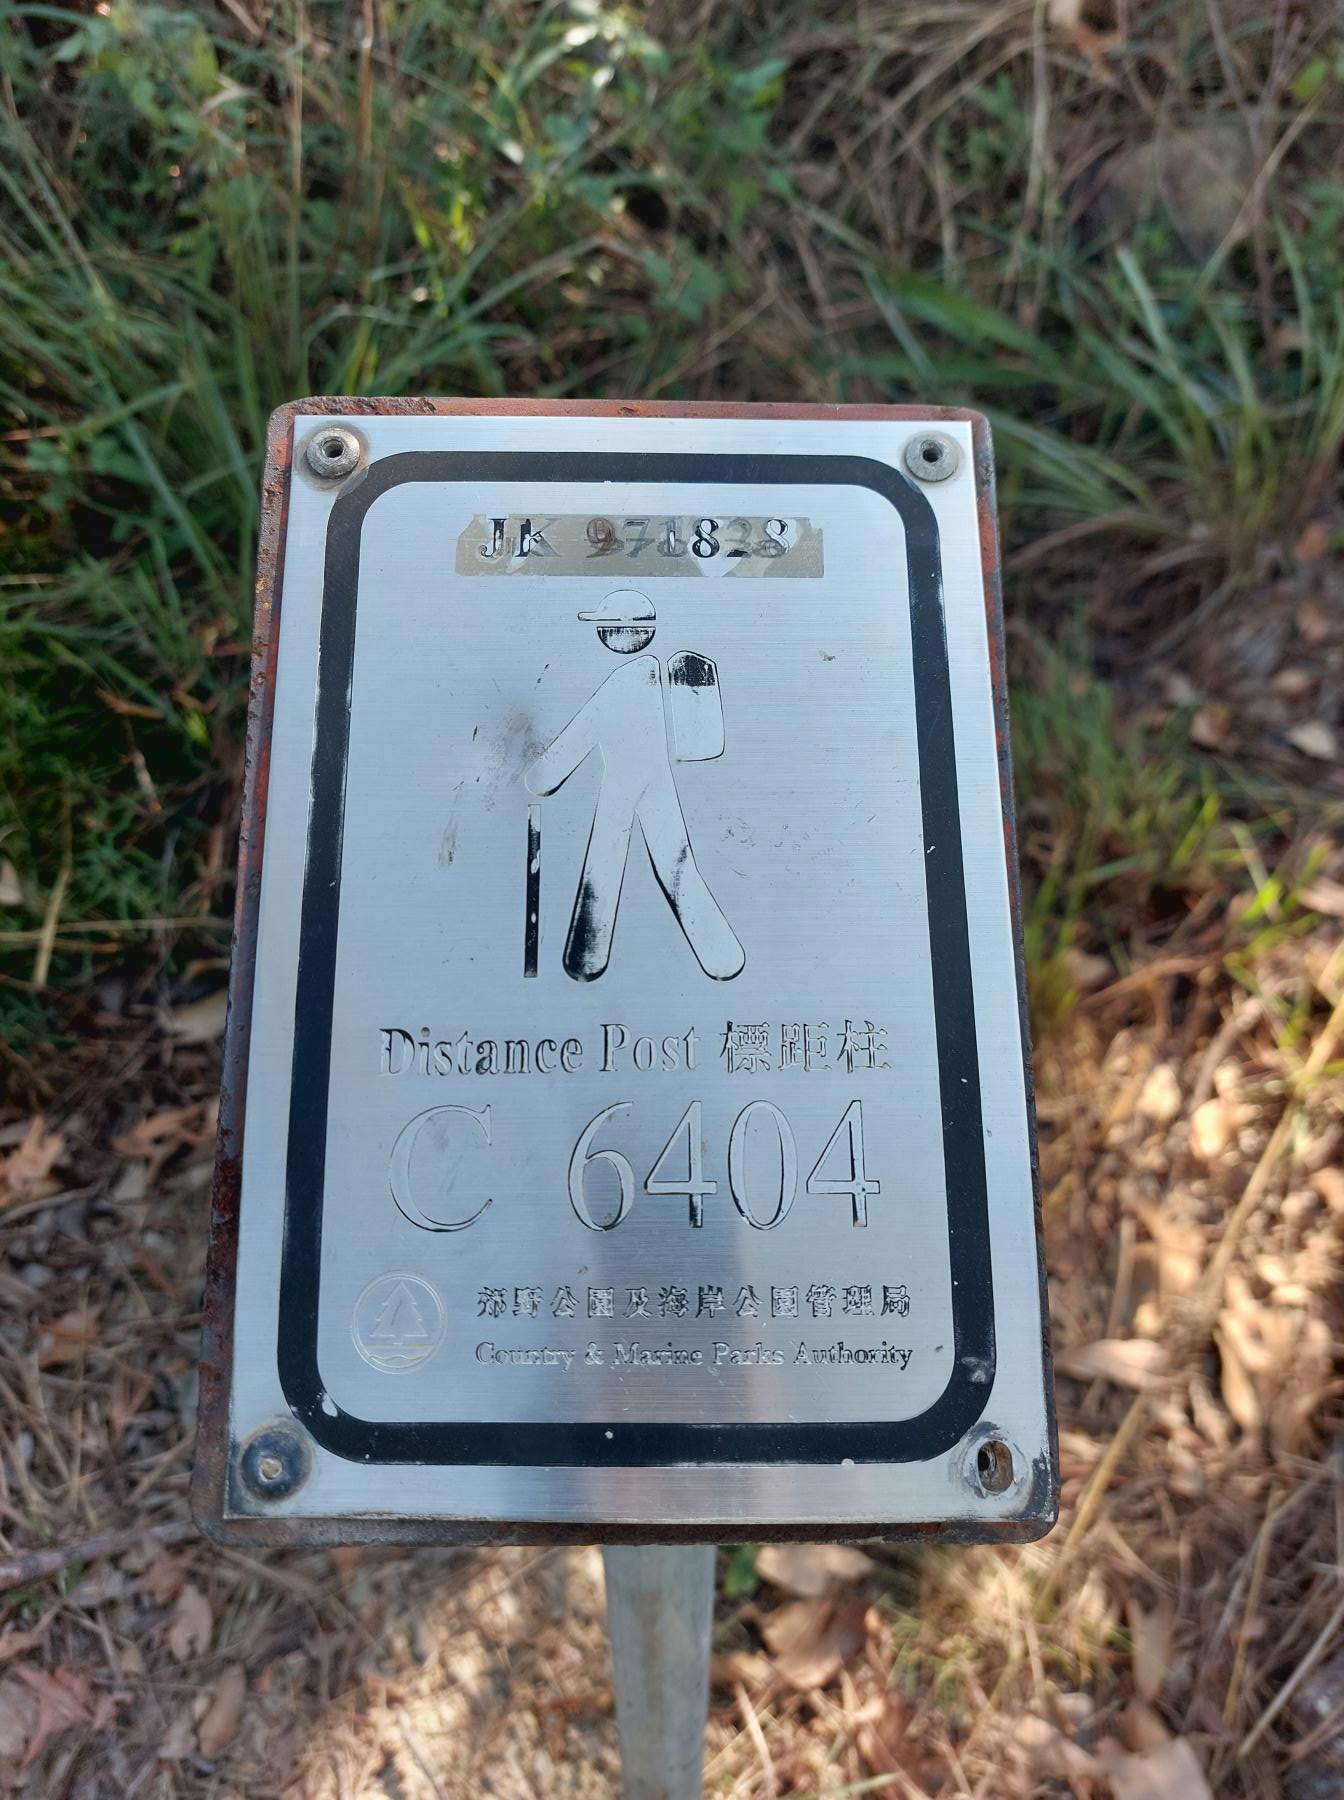 JK
Distance Post 標距柱
C 6404
郊野公園及海岸公園管理局
Country & Marine Parks Authority